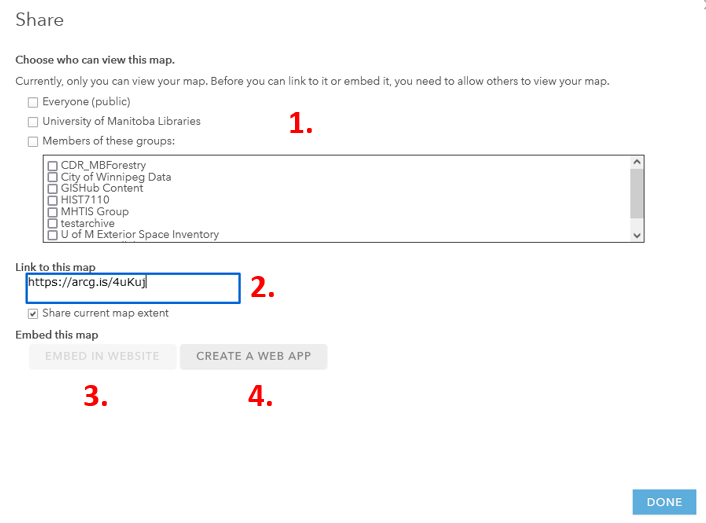 Share
Choose who can view this map.
Currently, only you can view your map. Before you can link to it or embed it, you need to allow others to view your map.
Everyone (public)
University of Manitoba Libraries
1.
Members of these groups:
CDR_MBForestry
City of Winnipeg Data
GISHub Content
HIST7110
MHTIS Group
testarchive
U of M Exterior Space Inventory
Link to this map
https://arcg.is/4uKuj
2.
Share current map extent
Embed this map
EMBED IN WEBSITE
CREATE A WEB APP
3.
4.
DONE